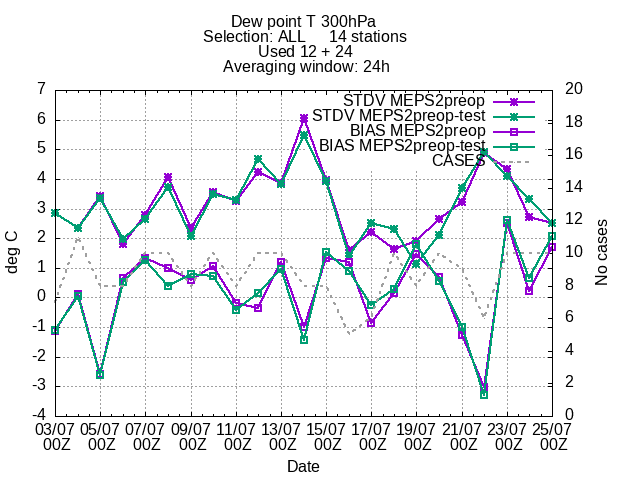 Dew point T 300hPa
Selection: ALL 14 stations
Used 12 + 24
Averaging window: 24h
STDV MEPS2preop
STDV MEPS2preop-test
BIAS MEPS2preop
BIAS MEPS2preop-test
CASES
deg C
7
6
5
4
3
2
1
0
-1
-2
-3
-4
No cases
20
18
16
14
12
10
8
6
4
2
0
03/07 05/07 07/07 09/07 11/07 13/07 15/07 17/07 19/07 21/07 23/07 25/07
00Z 00Z 00Z 00Z 00Z 00Z 00Z 00Z 00Z 00Z 00Z 00Z
Date